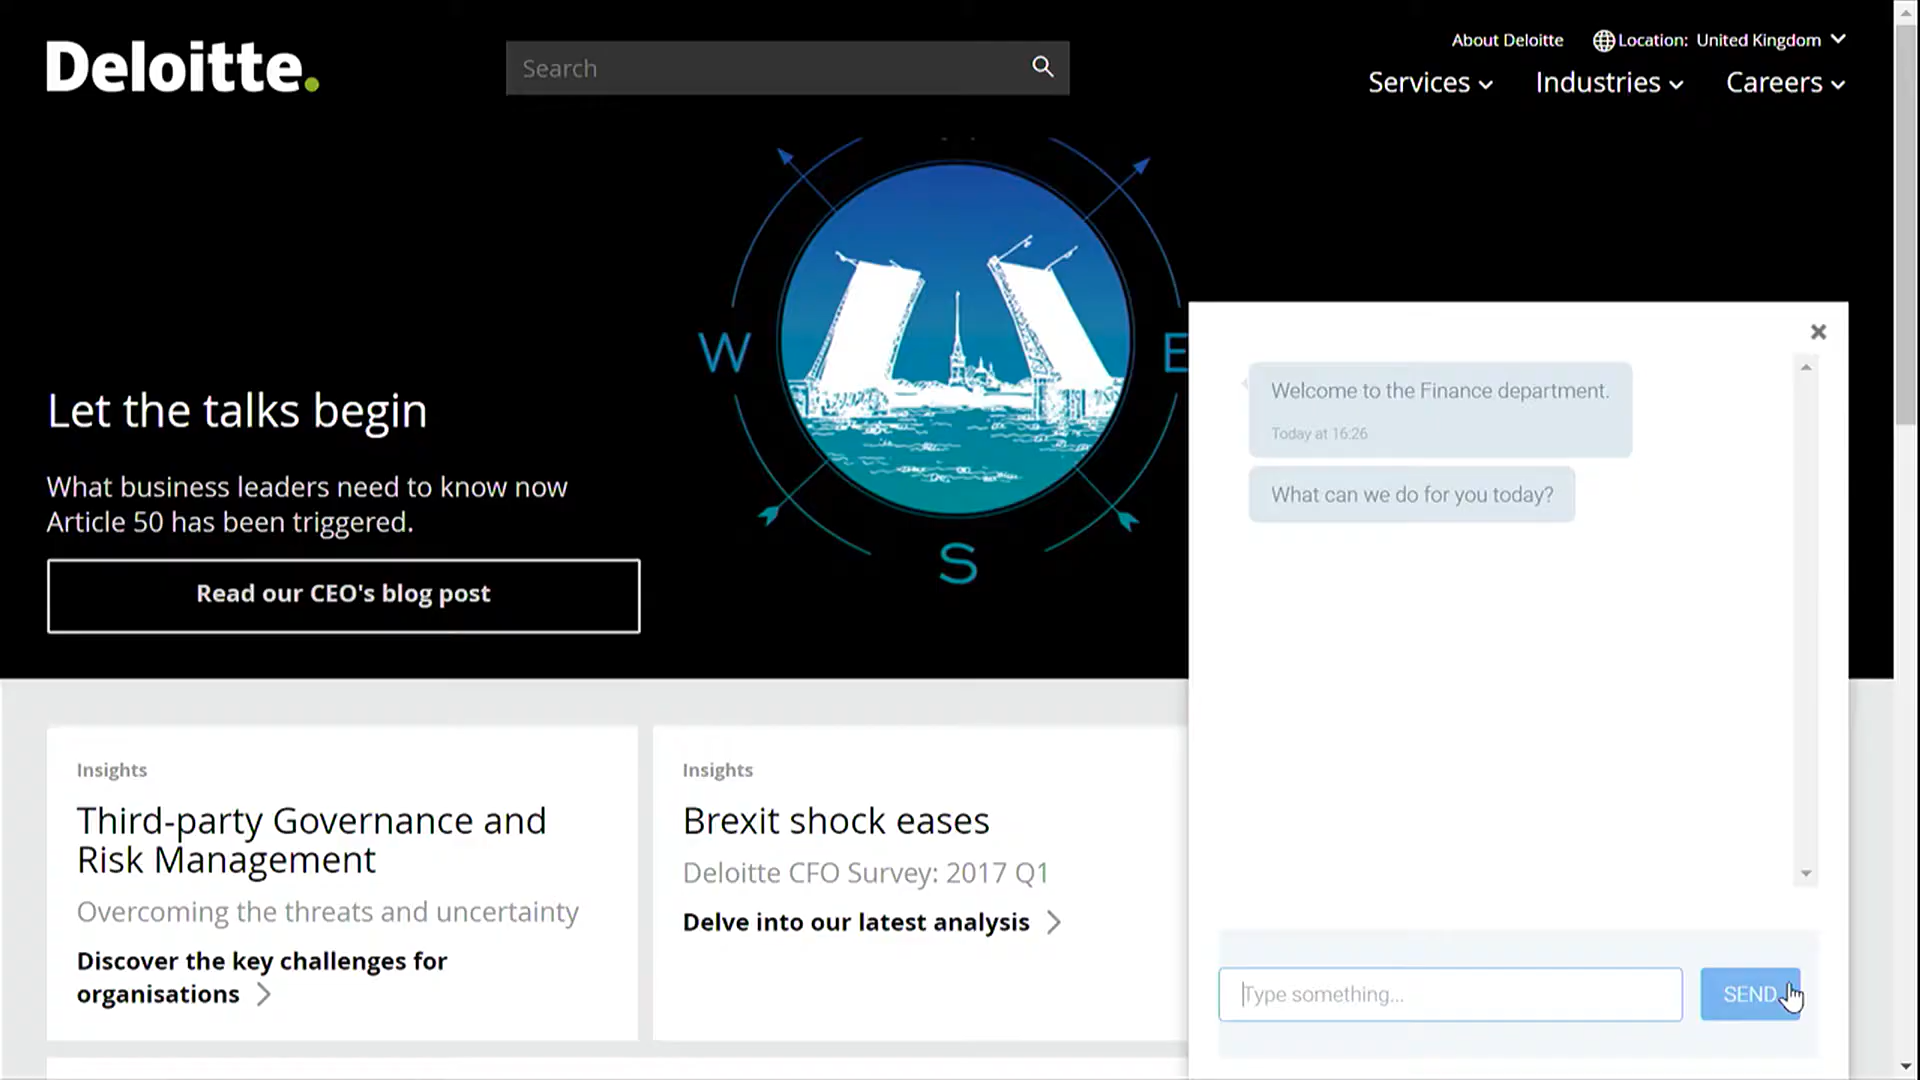 Deloitte.
Search
About Deloitte
Location: United Kingdom
Services
Industries
Careers
W
E
S
Let the talks begin
What business leaders need to know now
Article 50 has been triggered.
Read our CEO's blog post
Welcome to the Finance department.
Today at 16:26
What can we do for you today?
Type something...
SEND
Insights
Third-party Governance and
Risk Management
Overcoming the threats and uncertainty
Discover the key challenges for
organisations
Insights
Brexit shock eases
Deloitte CFO Survey: 2017 Q1
Delve into our latest analysis